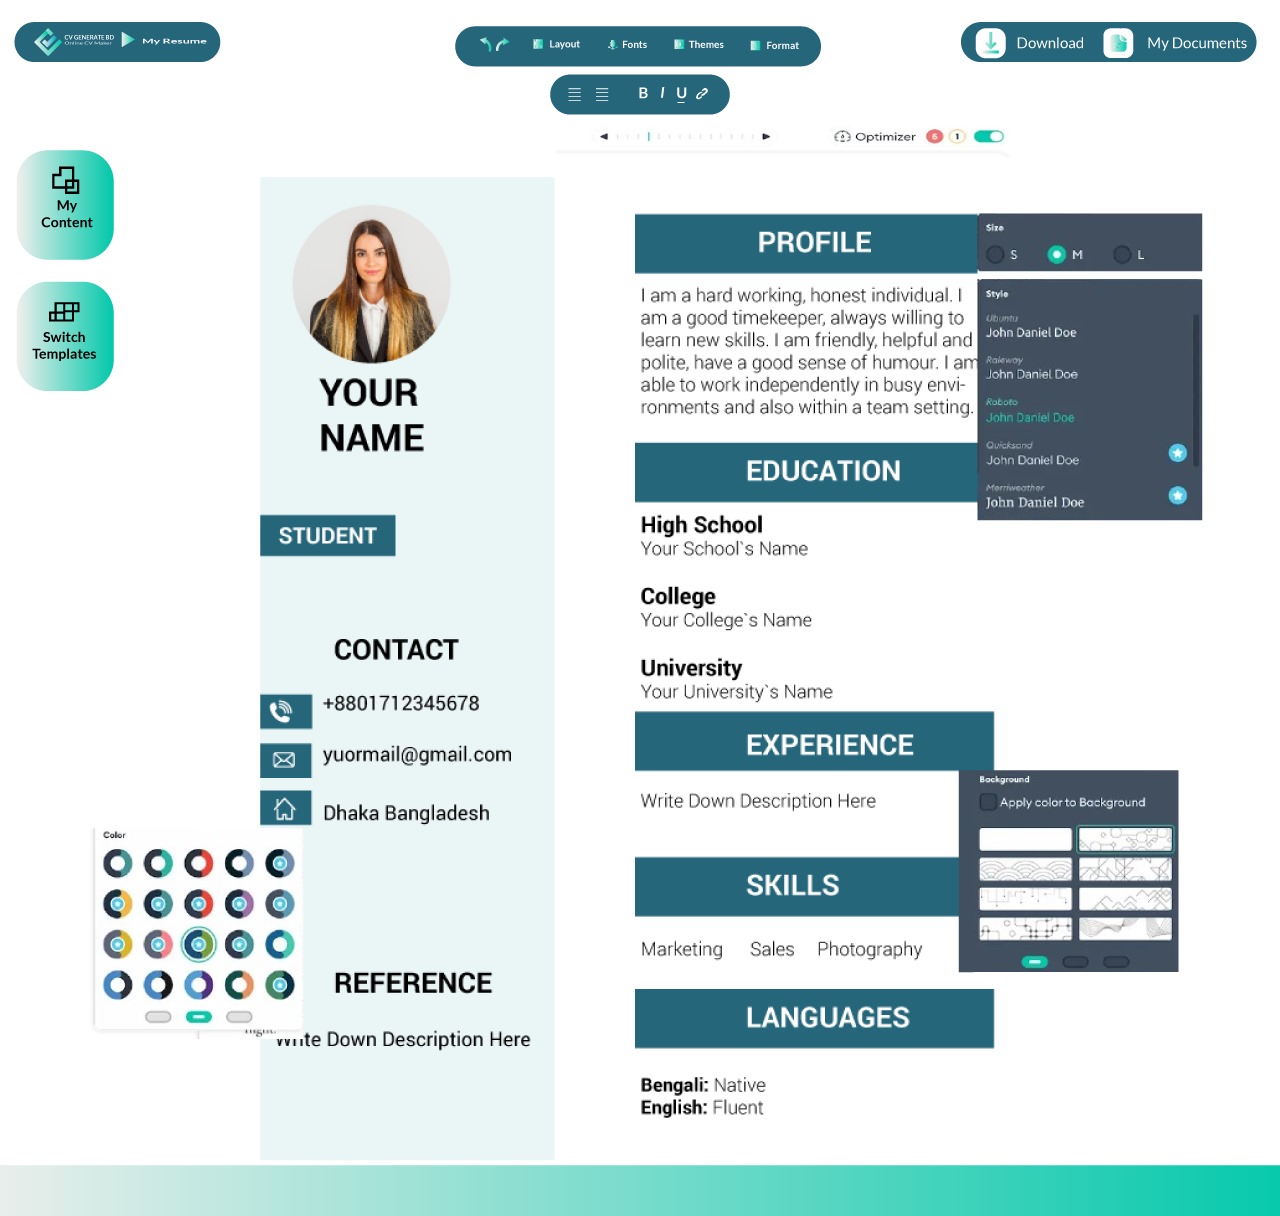 CV GENERATE BD
Online CV Maker
My Resume
Layout
Fonts
Themes
Format
Download
My Documents
B I U
Optimizer
6
1
My
Content
Switch
Templates
YOUR
NAME
STUDENT
CONTACT
+8801712345678
yuormail@gmail.com
Dhaka Bangladesh
Color
REFERENCE
night.
Write Down Description Here
PROFILE
I am a hard working, honest individual. I
am a good timekeeper, always willing to
learn new skills. I am friendly, helpful and
polite, have a good sense of humour. I am
able to work independently in busy envi-
ronments and also within a team setting.
EDUCATION
High School
Your School`s Name
College
Your College`s Name
University
Your University`s Name
EXPERIENCE
Write Down Description Here
SKILLS
Marketing Sales Photography
LANGUAGES
Bengali: Native
English: Fluent
Size
S M L
Style
Ubuntu
John Daniel Doe
Raleway
John Daniel Doe
Roboto
John Daniel Doe
Quicksand
John Daniel Doe
Merriweather
John Daniel Doe
Background
Apply color to Background